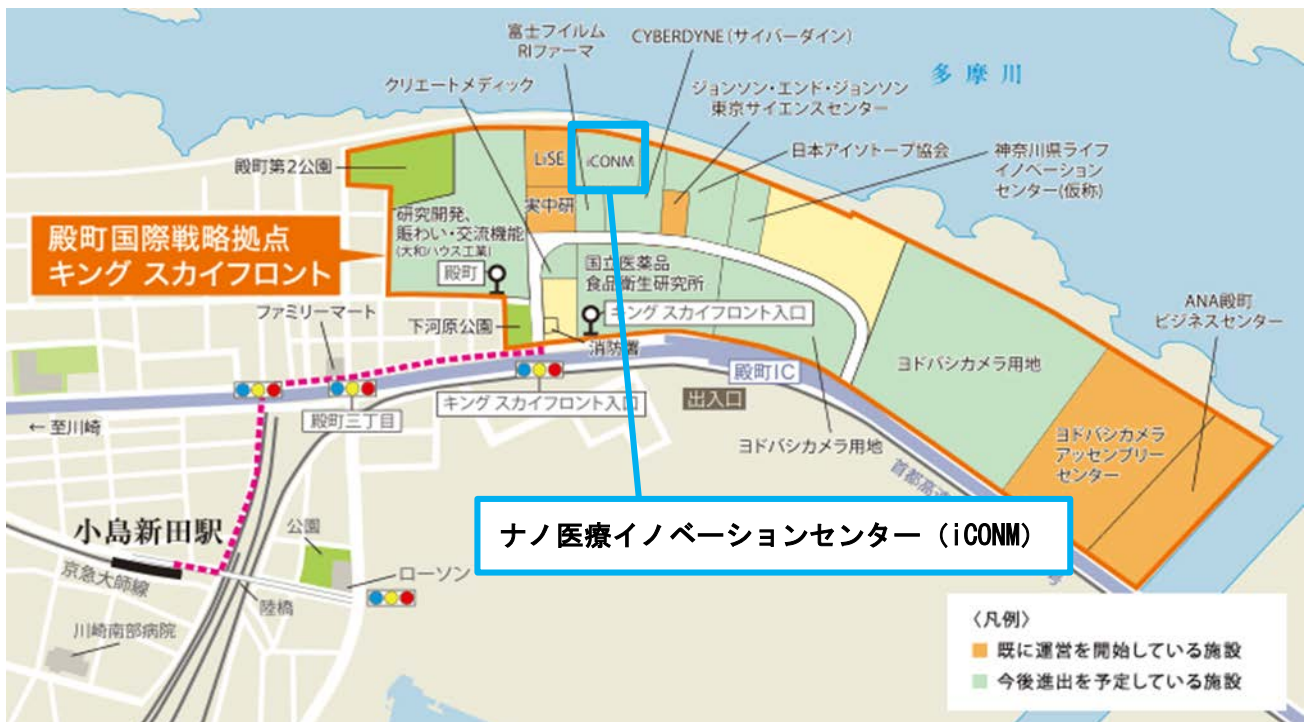 富士フイルム
RIファーマ
CYBERDYNE(サイバーダイン)
多摩川
クリエートメディック
ジョンソン・エンド・ジョンソン
東京サイエンスセンター
殿町第2公園
LiSE
iCONM
日本アイソトープ協会
神奈川県ライフ
イノベーション
センター(仮称)
実中研
研究開発、
賑わい・交流機能
(大和ハウス工業)
殿町国際戦略拠点
キング スカイフロント
殿町
国立医薬品
食品衛生研究所
ファミリーマート
下河原公園
キング スカイフロント入口
消防署
ANA殿町
ビジネスセンター
殿町IC
ヨドバシカメラ用地
出入口
キング スカイフロント入口
殿町三丁目
← 至川崎
ヨドバシカメラ用地
ヨドバシカメラ
アッセンブリー
センター
首都高速
ナノ医療イノベーションセンター（iCONM）
小島新田駅
公園
京急大師線
ローソン
陸橋
川崎南部病院
〈凡例〉
既に運営を開始している施設
今後進出を予定している施設